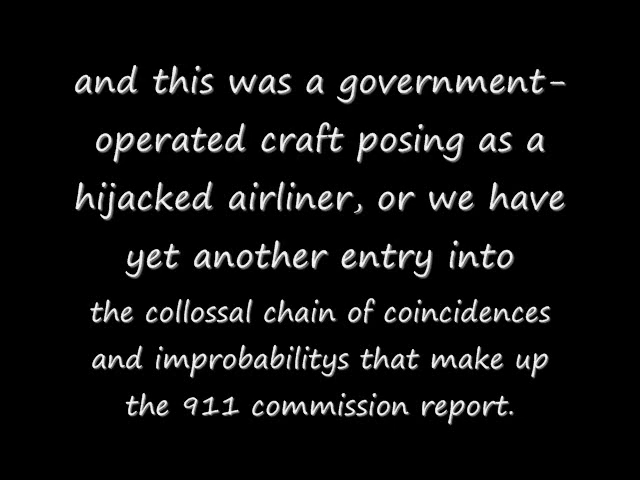 and this was a government-
operated craft posing as a
hijacked airliner, or we have
yet another entry into
the collossal chain of coincidences
and improbabilitys that make up
the 911 commission report.